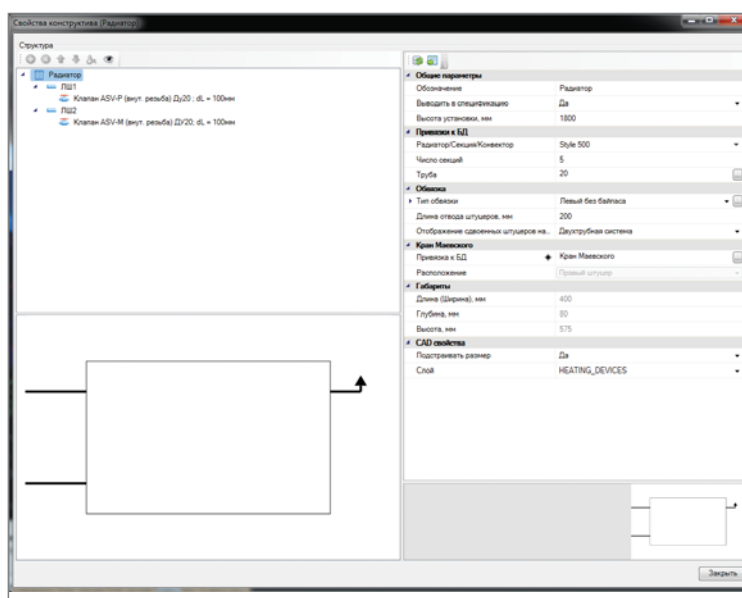 Свойства конструктива (Радиатор)
Структура
Радиатор
ЛШ1
Клапан ASV-P (внут. резьба) Ду20 ; dL = 100мм
ЛШ2
Клапан ASV-M (внут. резьба) ДУ20; dL = 100мм
Общие параметры
Обозначение Радиатор
Выводить в спецификацию Да
Высота установки, мм 1800
Привязки к БД
Радиатор/Секция/Конвектор Style 500
Число секций 5
Труба 20
Обвязка
Тип обвязки Левый без байпаса
Длина отвода штуцеров, мм 200
Отображение сдвоенных штуцеров на... Двухтрубная система
Кран Маевского
Привязка к БД Кран Маевского
Расположение Правый штуцер
Габариты
Длина (Ширина), мм 400
Глубина, мм 80
Высота, мм 575
CAD свойства
Подстраивать размер Да
Слой HEATING_DEVICES
Закрыть